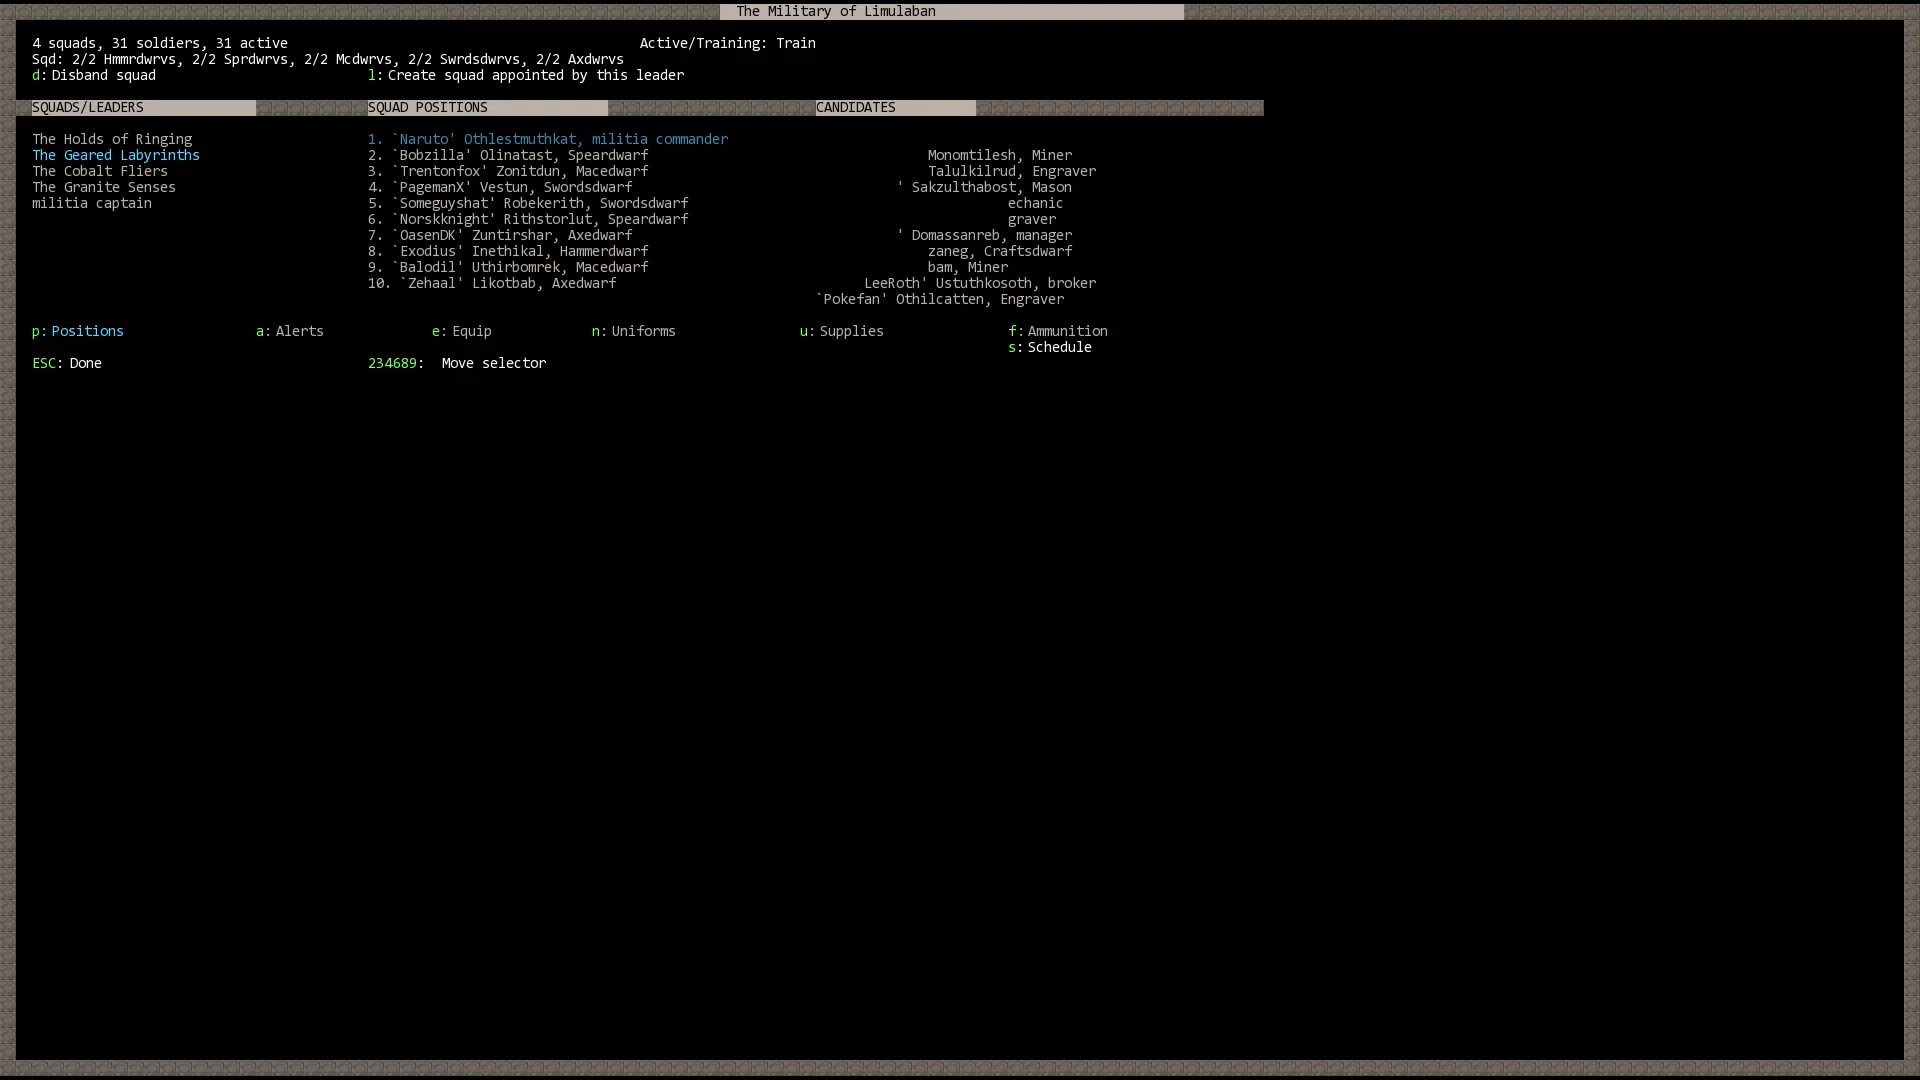 The Military of Limulaban
4 squads, 31 soldiers, 31 active Active/Training: Train
Sqd: 2/2 Hmmrdwrvs, 2/2 Sprdwrvs, 2/2 Mcdwrvs, 2/2 Swrdsdwrvs, 2/2 Axdwrvs
d: Disband squad l: Create squad appointed by this leader
SQUADS/LEADERS SQUAD POSITIONS CANDIDATES
The Holds of Ringing 1. `Naruto' Othlestmuthkat, militia commander
The Geared Labyrinths 2. `Bobzilla' Olinatast, Speardwarf Monomtilesh, Miner
The Cobalt Fliers 3. `Trentonfox' Zonitdun, Macedwarf Talulkilrud, Engraver
The Granite Senses 4. `PagemanX' Vestun, Swordsdwarf ' Sakzulthabost, Mason
militia captain 5. `Someguyshat' Robekerith, Swordsdwarf echanic
6. `Norskknight' Rithstorlut, Speardwarf graver
7. `OasenDK' Zuntirshar, Axedwarf ' Domassanreb, manager
8. `Exodius' Inethikal, Hammerdwarf zaneg, Craftsdwarf
9. `Balodil' Uthirbomrek, Macedwarf bam, Miner
10. `Zehaal' Likotbab, Axedwarf LeeRoth' Ustuthkosoth, broker
`Pokefan' Othilcatten, Engraver
p: Positions a: Alerts e: Equip n: Uniforms u: Supplies f: Ammunition
s: Schedule
ESC: Done 234689: Move selector